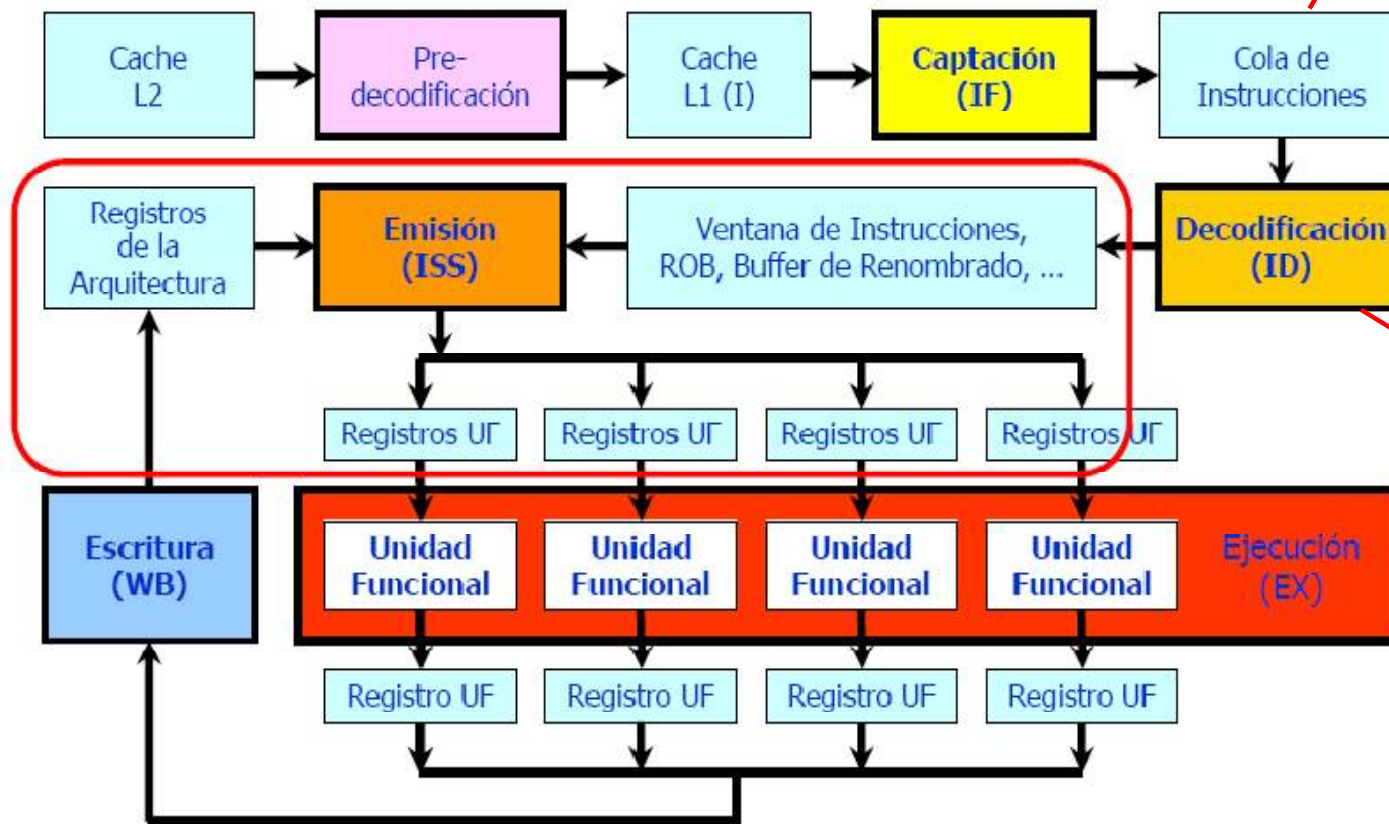 Cache
L2
Pre-
decodificación
Cache
L1 (I)
Captación
(IF)
Cola de
Instrucciones
Registros
de la
Arquitectura
Emisión
(ISS)
Ventana de Instrucciones,
ROB, Buffer de Renombrado, ...
Decodificación
(ID)
Registros UF
Registros UF
Registros UF
Registros UF
Escritura
(WB)
Unidad
Funcional
Unidad
Funcional
Unidad
Funcional
Unidad
Funcional
Ejecución
(EX)
Registro UF
Registro UF
Registro UF
Registro UF